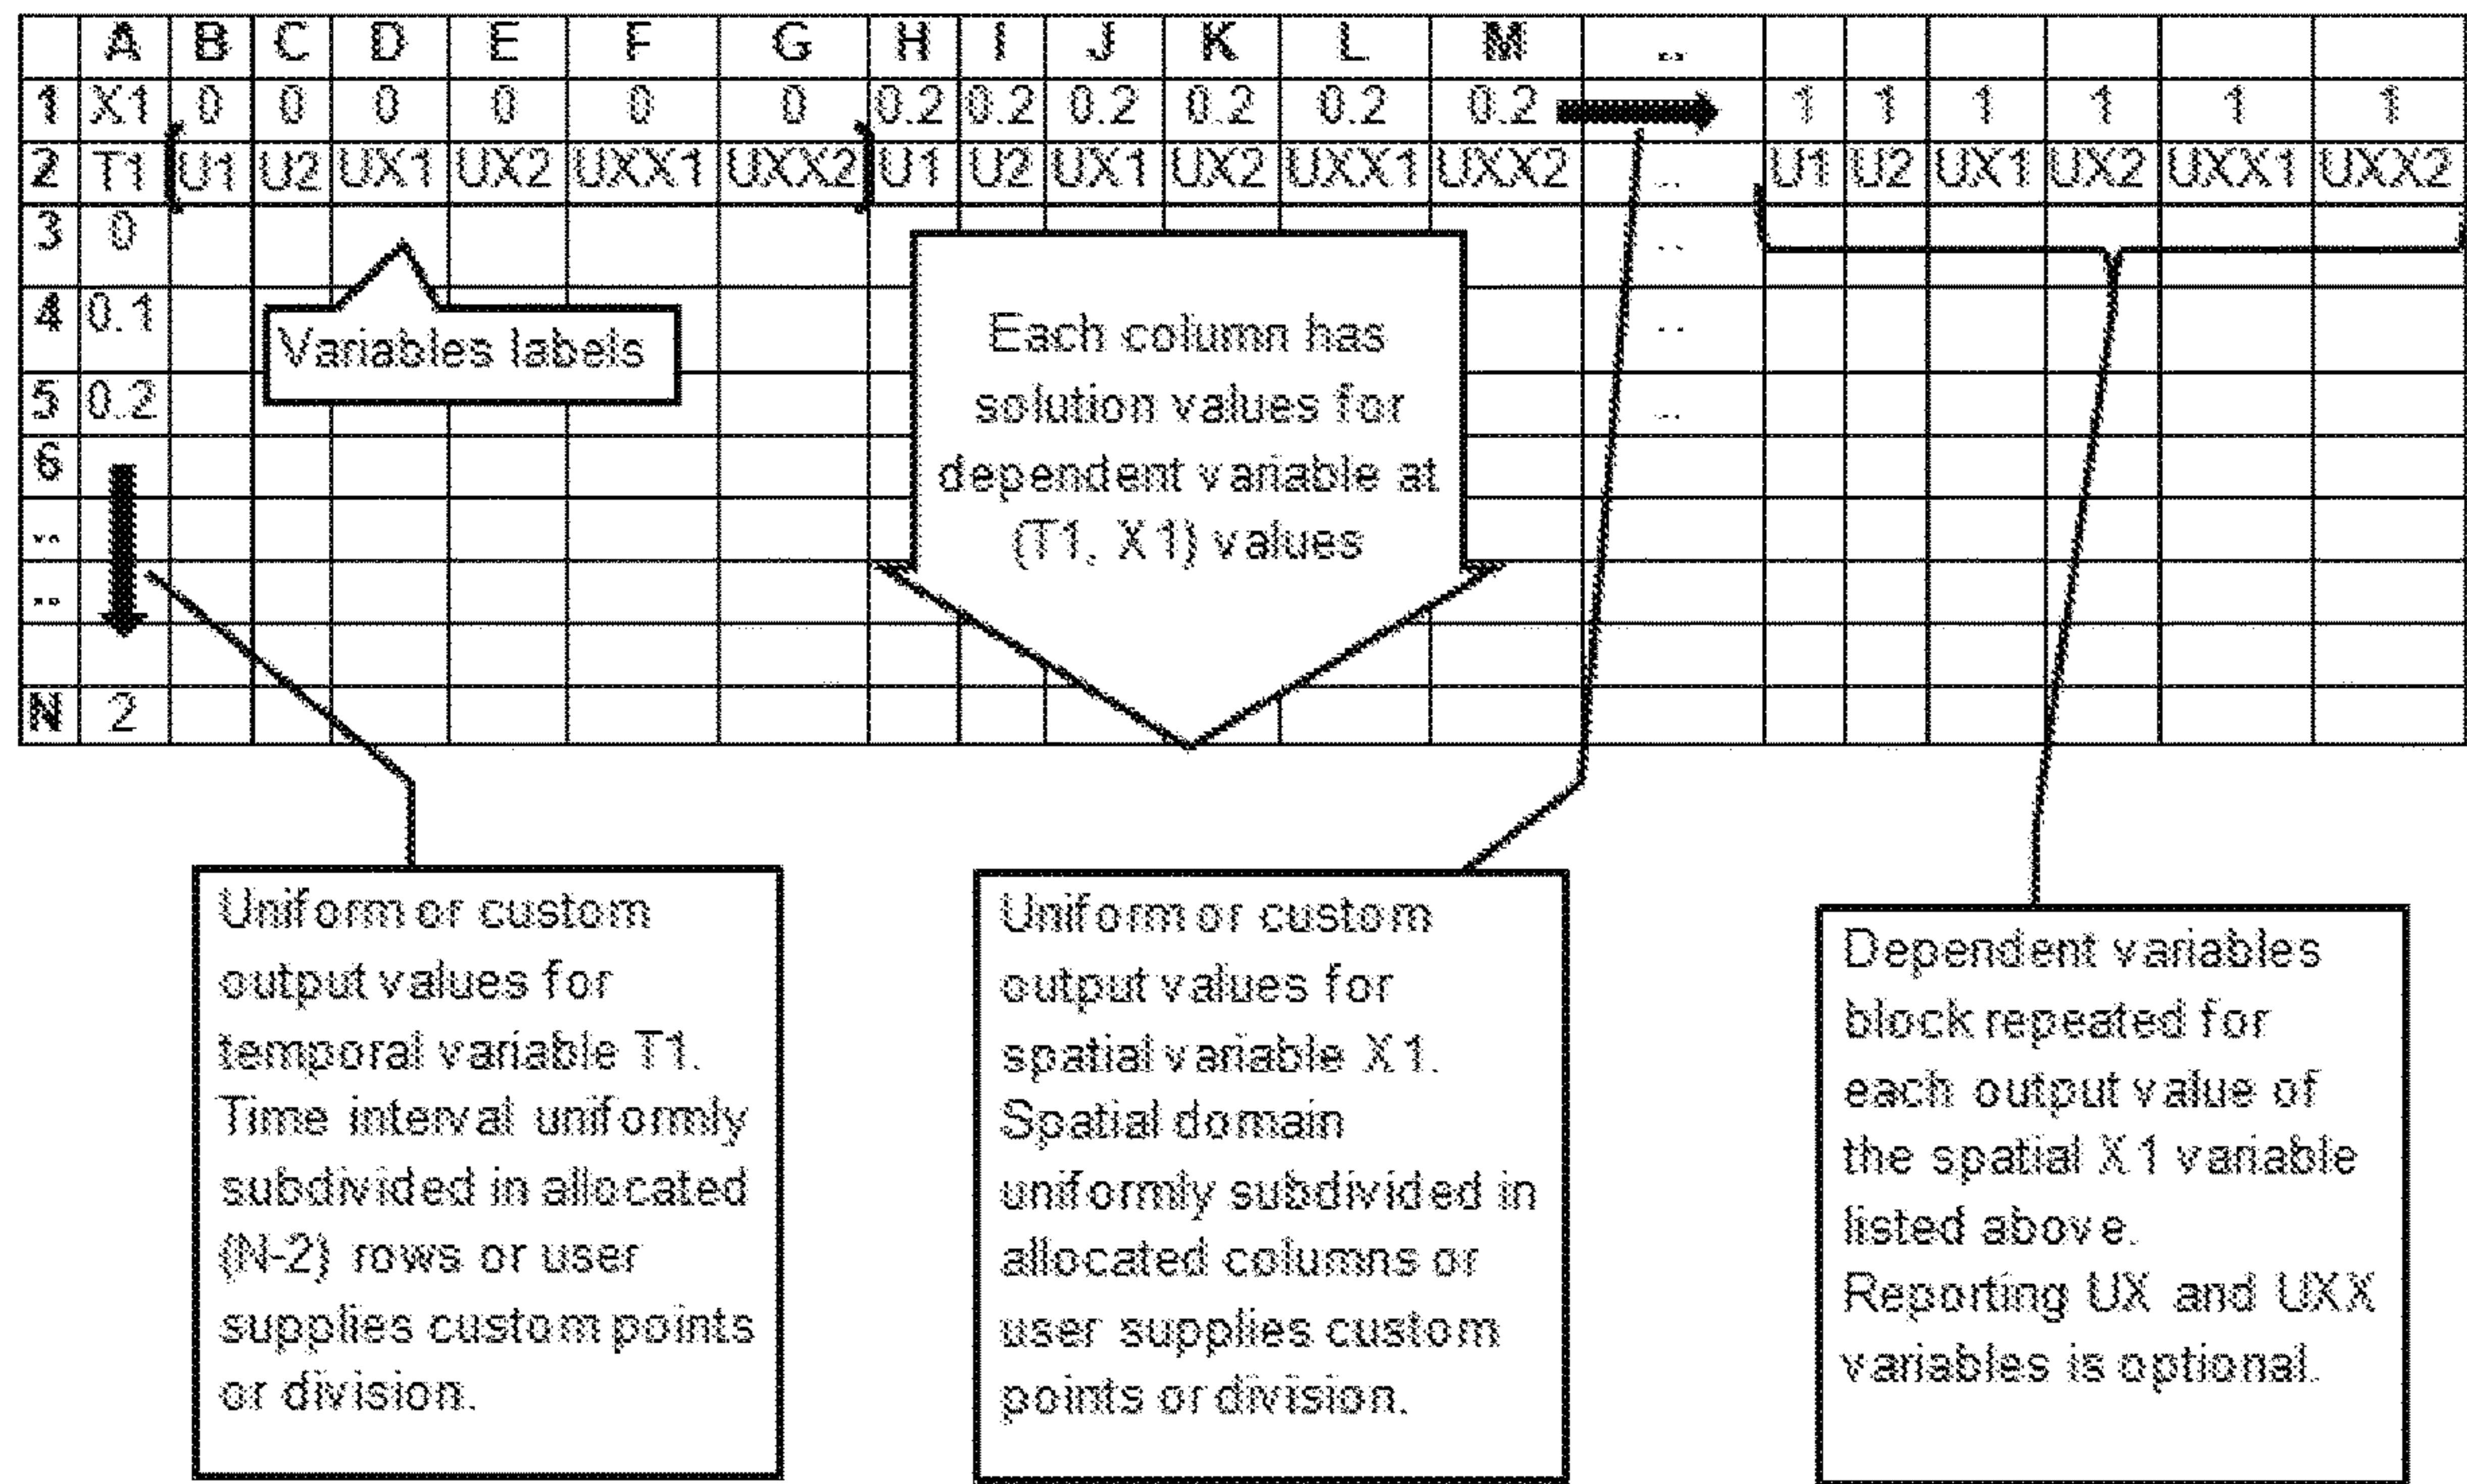 A B C D E F G H I J K L M ..
1 X1 0 0 0 0 0 0 0.2 0.2 0.2 0.2 0.2 0.2 1 1 1 1 1 1
2 T1 U1 U2 UX1 UX2 UXX1 UXX2 U1 U2 UX1 UX2 UXX1 UXX2 .. U1 U2 UX1 UX2 UXX1 UXX2
3 0 ..
4 0.1 ..
5 0.2 ..
6
..
..
N 2
Variables labels
Each column has
solution values for
dependent variable at
(T1, X1) values
Uniform or custom
output values for
temporal variable T1.
Time interval uniformly
subdivided in allocated
(N-2) rows or user
supplies custom points
or division.
Uniform or custom
output values for
spatial variable X1.
Spatial domain
uniformly subdivided in
allocated columns or
user supplies custom
points or division.
Dependent variables
block repeated for
each output value of
the spatial X1 variable
listed above.
Reporting UX and UXX
variables is optional.